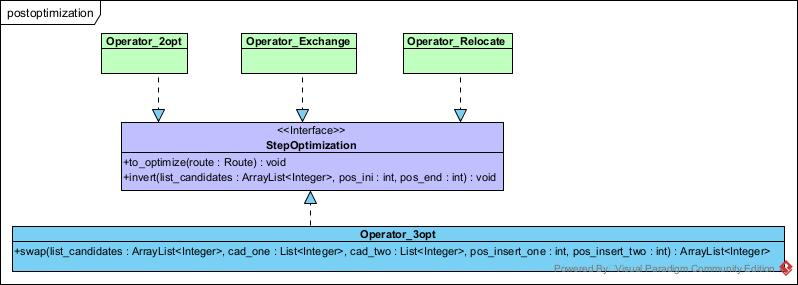 postoptimization
Operator_2opt
Operator_Exchange
Operator_Relocate
<<Interface>>
StepOptimization
+to_optimize(route : Route) : void
+invert(list_candidates : ArrayList<Integer>, pos_ini : int, pos_end : int) : void
Operator_3opt
+swap(list_candidates : ArrayList<Integer>, cad_one : List<Integer>, cad_two : List<Integer>, pos_insert_one : int, pos_insert_two : int) : ArrayList<Integer>
Powered By: Visual Paradigm Community Edition